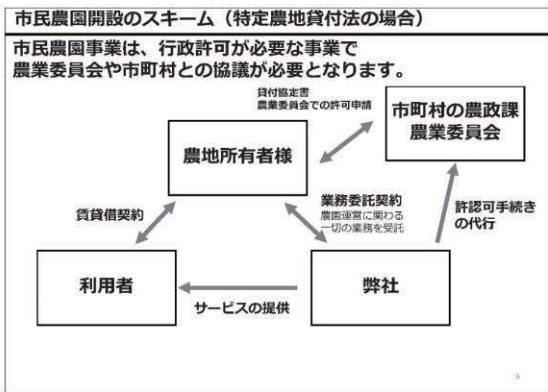 市民農園開設のスキーム（特定農地貸付法の場合）
市民農園事業は、行政許可が必要な事業で
農業委員会や市町村との協議が必要となります。
貸付協定書
農業委員会での許可申請
市町村の農政課
農業委員会
農地所有者様
賃貸借契約
業務委託契約
農園運営に関わる
一切の業務を受託
許認可手続き
の代行
利用者
弊社
サービスの提供